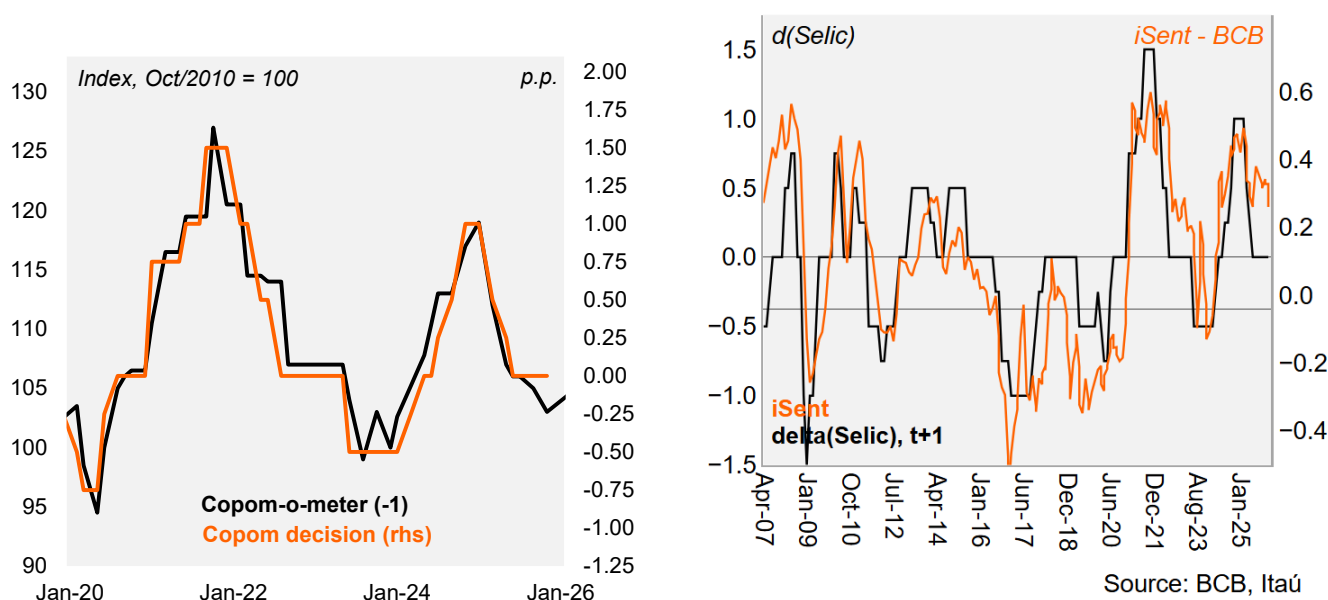 Index, Oct/2010 = 100
p.p.
130
125
120
115
110
105
100
95
90
2.00
1.75
1.50
1.25
1.00
0.75
0.50
0.25
0.00
-0.25
-0.50
-0.75
-1.00
-1.25
Copom-o-meter (-1)
Copom decision (rhs)
Jan-20
Jan-22
Jan-24
Jan-26
d(Selic)
iSent - BCB
1.5
1.0
0.5
0.0
−0.5
−1.0
−1.5
0.6
0.4
0.2
0.0
−0.2
−0.4
iSent
delta(Selic), t+1
Apr-07
Jan-09
Oct-10
Jul-12
Apr-14
Jan-16
Jun-17
Dec-18
Jun-20
Dec-21
Aug-23
Jan-25
Source: BCB, Itaú